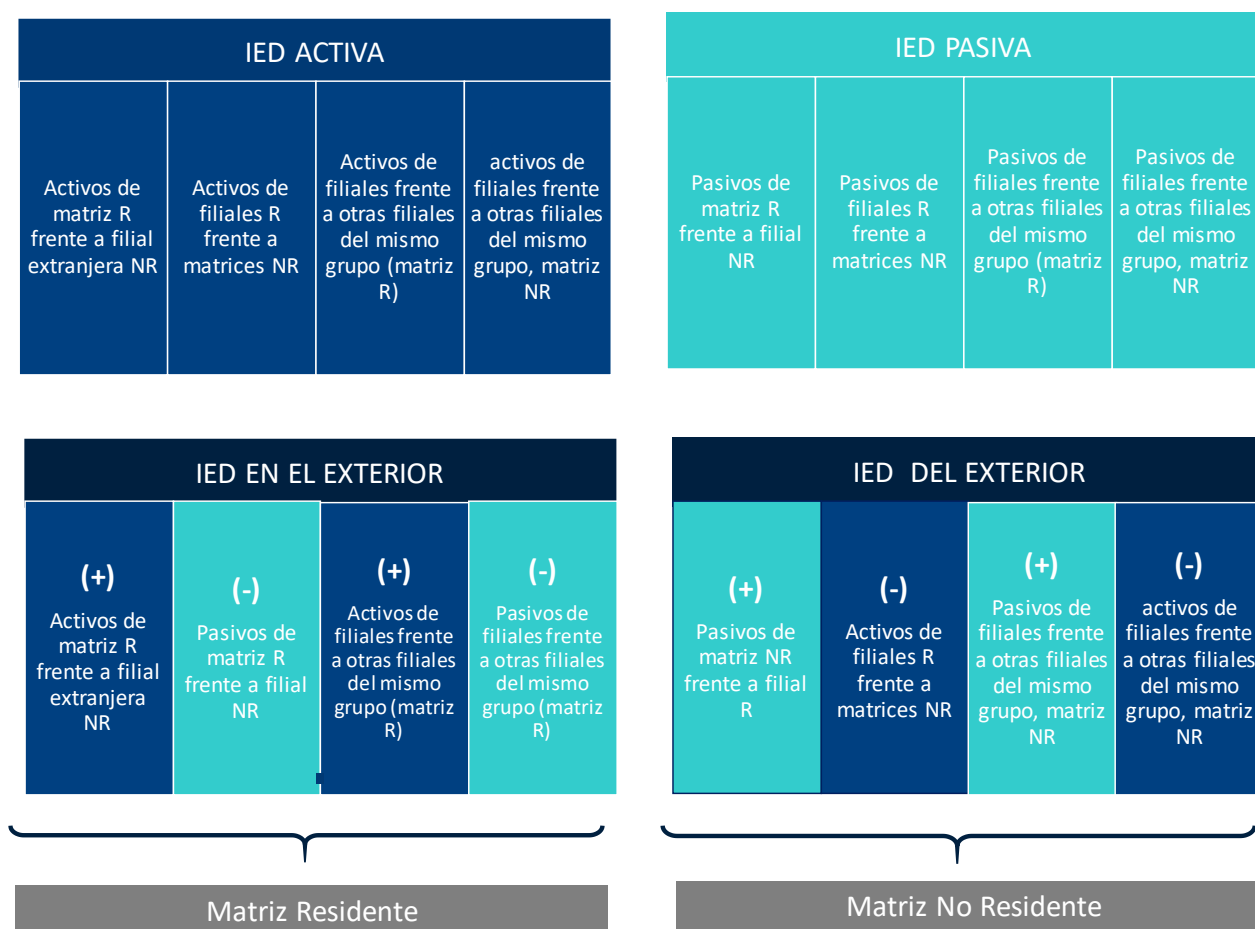 IED ACTIVA
Activos de
matriz R
frente a filial
extranjera NR
Activos de
filiales R
frente a
matrices NR
Activos de
filiales frente
a otras filiales
del mismo
grupo (matriz
R)
activos de
filiales frente
a otras filiales
del mismo
grupo, matriz
NR
IED PASIVA
Pasivos de
matriz R
frente a filial
NR
Pasivos de
filiales R
frente a
matrices NR
Pasivos de
filiales frente
a otras filiales
del mismo
grupo (matriz
R)
Pasivos de
filiales frente
a otras filiales
del mismo
grupo, matriz
NR
IED EN EL EXTERIOR
(+)
Activos de
matriz R
frente a filial
extranjera
NR
(-)
Pasivos de
matriz R
frente a filial
NR
(+)
Activos de
filiales frente
a otras filiales
del mismo
grupo (matriz
R)
(-)
Pasivos de
filiales frente
a otras filiales
del mismo
grupo (matriz
R)
IED DEL EXTERIOR
(+)
Pasivos de
matriz NR
frente a filial
R
(-)
Activos de
filiales R
frente a
matrices NR
(+)
Pasivos de
filiales frente
a otras filiales
del mismo
grupo, matriz
NR
(-)
activos de
filiales frente
a otras filiales
del mismo
grupo, matriz
NR
Matriz Residente
Matriz No Residente